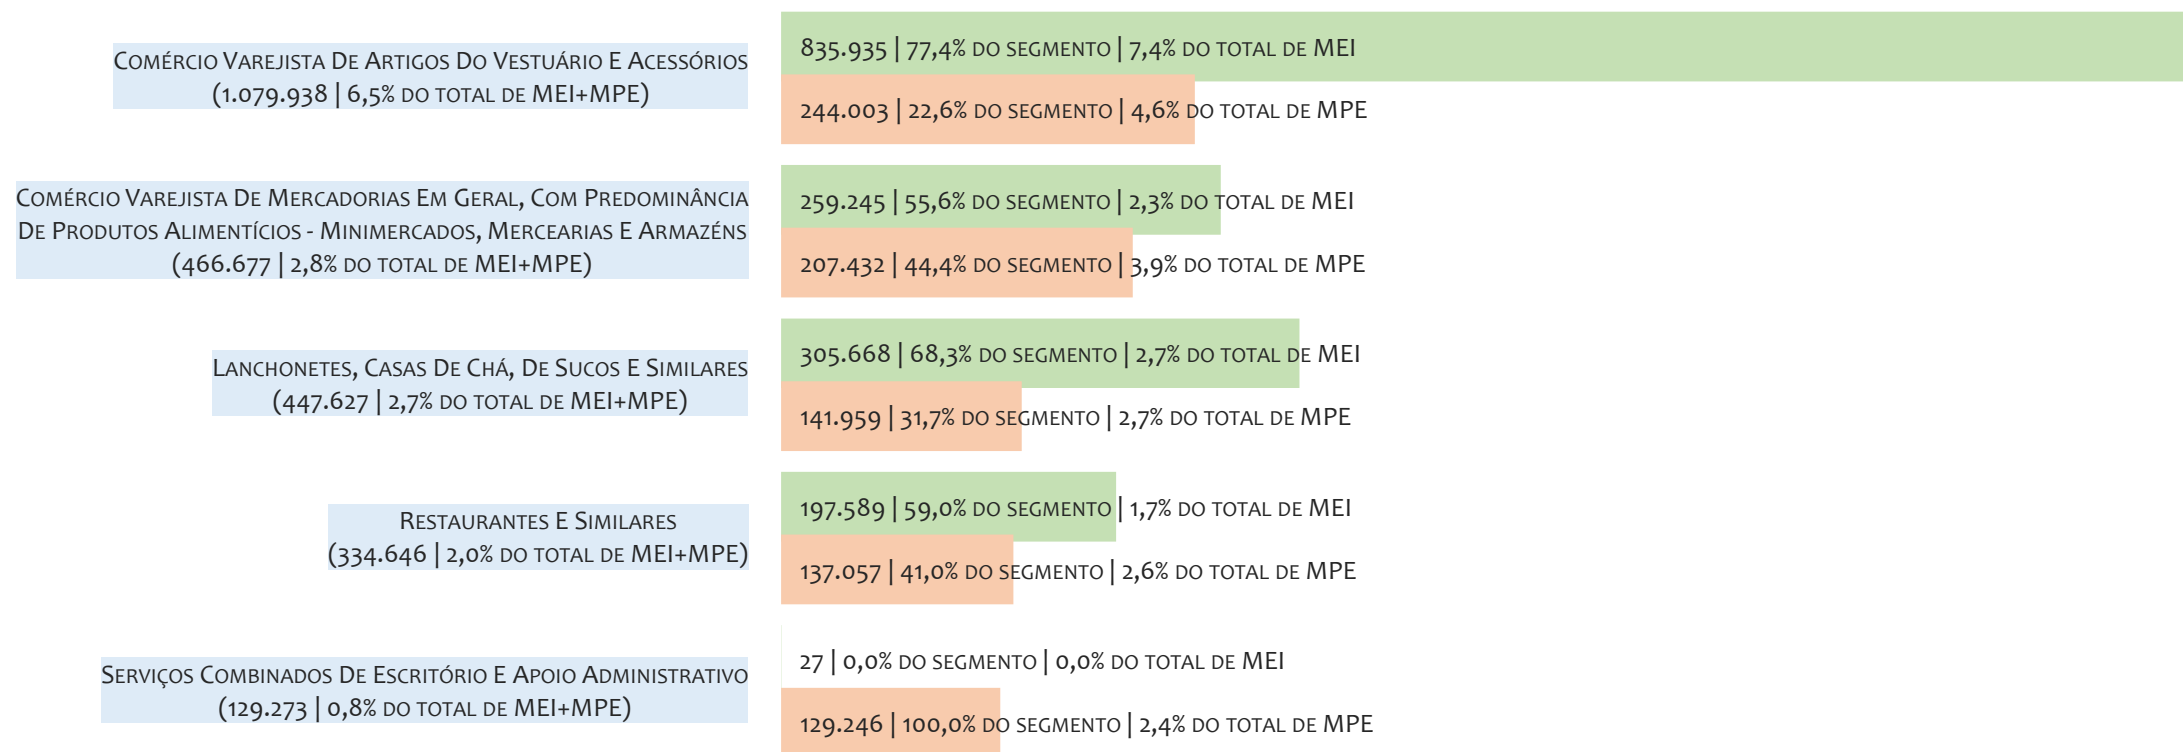 Comércio Varejista De Artigos Do Vestuário E Acessórios
(1.079.938 | 6,5% do total de MEI+MPE)
835.935 | 77,4% do segmento | 7,4% do total de MEI
244.003 | 22,6% do segmento | 4,6% do total de MPE
Comércio Varejista De Mercadorias Em Geral, Com Predominância
De Produtos Alimentícios - Minimercados, Mercearias E Armazéns
(466.677 | 2,8% do total de MEI+MPE)
259.245 | 55,6% do segmento | 2,3% do total de MEI
207.432 | 44,4% do segmento | 3,9% do total de MPE
Lanchonetes, Casas De Chá, De Sucos E Similares
(447.627 | 2,7% do total de MEI+MPE)
305.668 | 68,3% do segmento | 2,7% do total de MEI
141.959 | 31,7% do segmento | 2,7% do total de MPE
Restaurantes E Similares
(334.646 | 2,0% do total de MEI+MPE)
197.589 | 59,0% do segmento | 1,7% do total de MEI
137.057 | 41,0% do segmento | 2,6% do total de MPE
Serviços Combinados De Escritório E Apoio Administrativo
(129.273 | 0,8% do total de MEI+MPE)
27 | 0,0% do segmento | 0,0% do total de MEI
129.246 | 100,0% do segmento | 2,4% do total de MPE